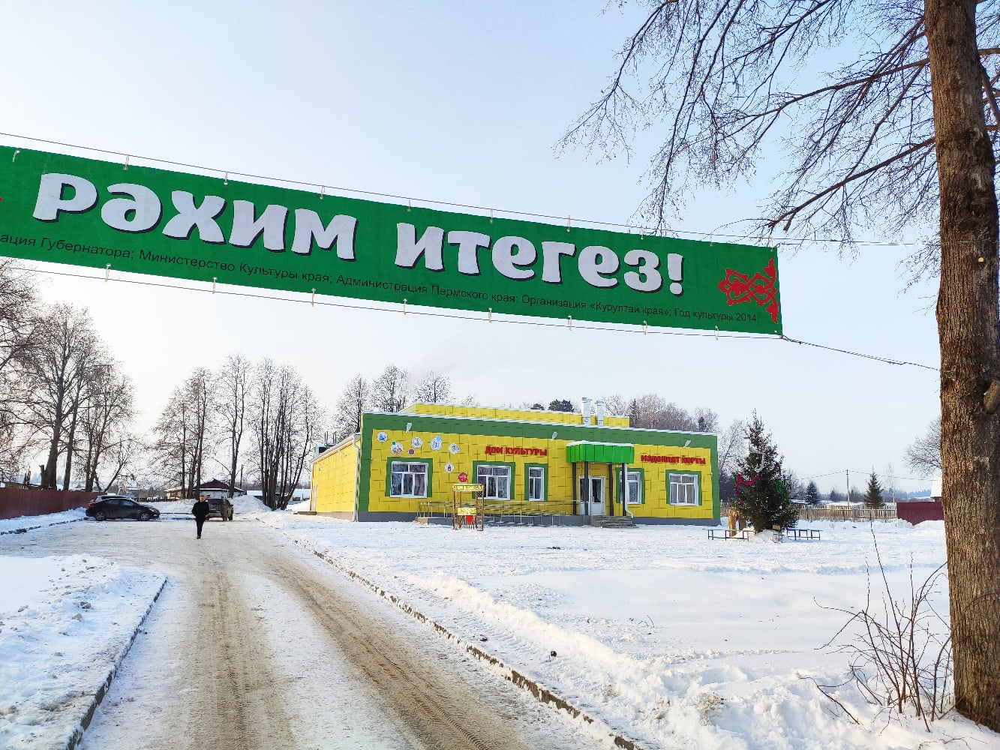 рәхим итегез!
ация Губернатора; Министерство Культуры края; Администрация Пермского края; Организация «Курултай края»; Год культуры 2014.
ДОМ КУЛЬТУРЫ
МӘДӘНИӘТ ЙОРТЫ